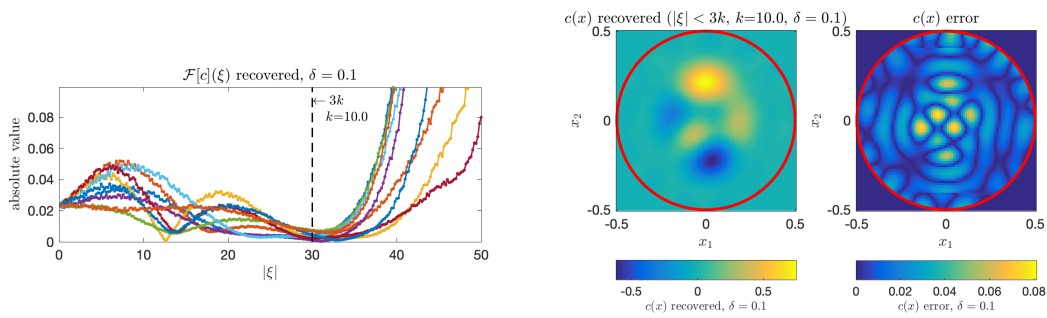 𝓕[c](ξ) recovered, δ = 0.1
absolute value
0.08
0.06
0.04
0.02
0
← 3k
k=10.0
0 10 20 30 40 50
|ξ|
c(x) recovered (|ξ| < 3k, k=10.0, δ = 0.1)
0.5
x₂
0
-0.5
-0.5 0 0.5
x₁
-0.5 0 0.5
c(x) recovered, δ = 0.1
c(x) error
0.5
x₂
0
-0.5
-0.5 0 0.5
x₁
0 0.02 0.04 0.06 0.08
c(x) error, δ = 0.1